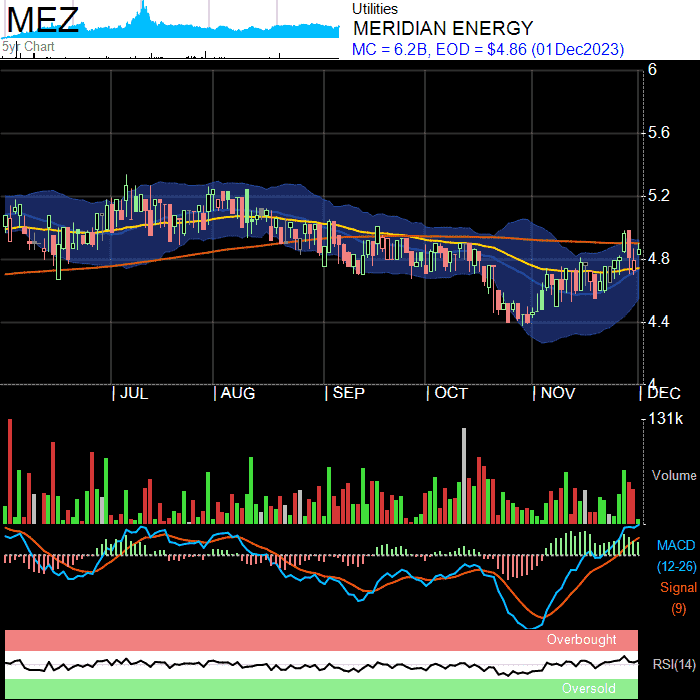 MEZ
5yr Chart
Utilities
MERIDIAN ENERGY
MC = 6.2B, EOD = $4.86 (01Dec2023)
6
5.6
5.2
4.8
4.4
4
JUL
AUG
SEP
OCT
NOV
DEC
131k
Volume
MACD
(12-26)
Signal
(9)
Overbought
RSI(14)
Oversold